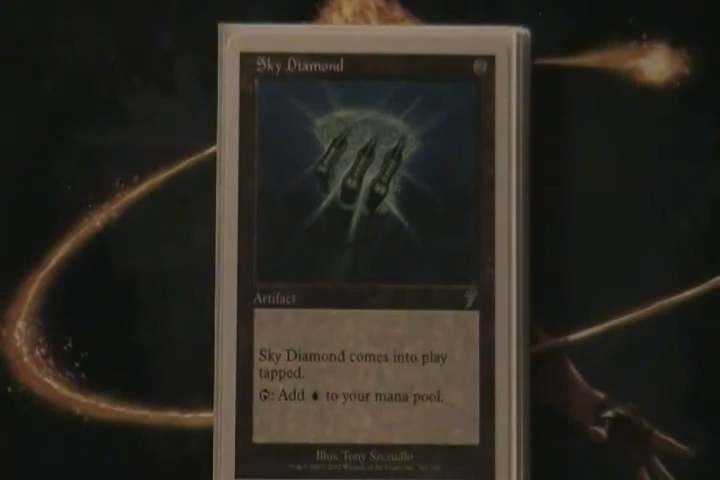 Sky Diamond
Artifact
Sky Diamond comes into play
tapped.
: Add to your mana pool.
Illus. Tony Szczudlo